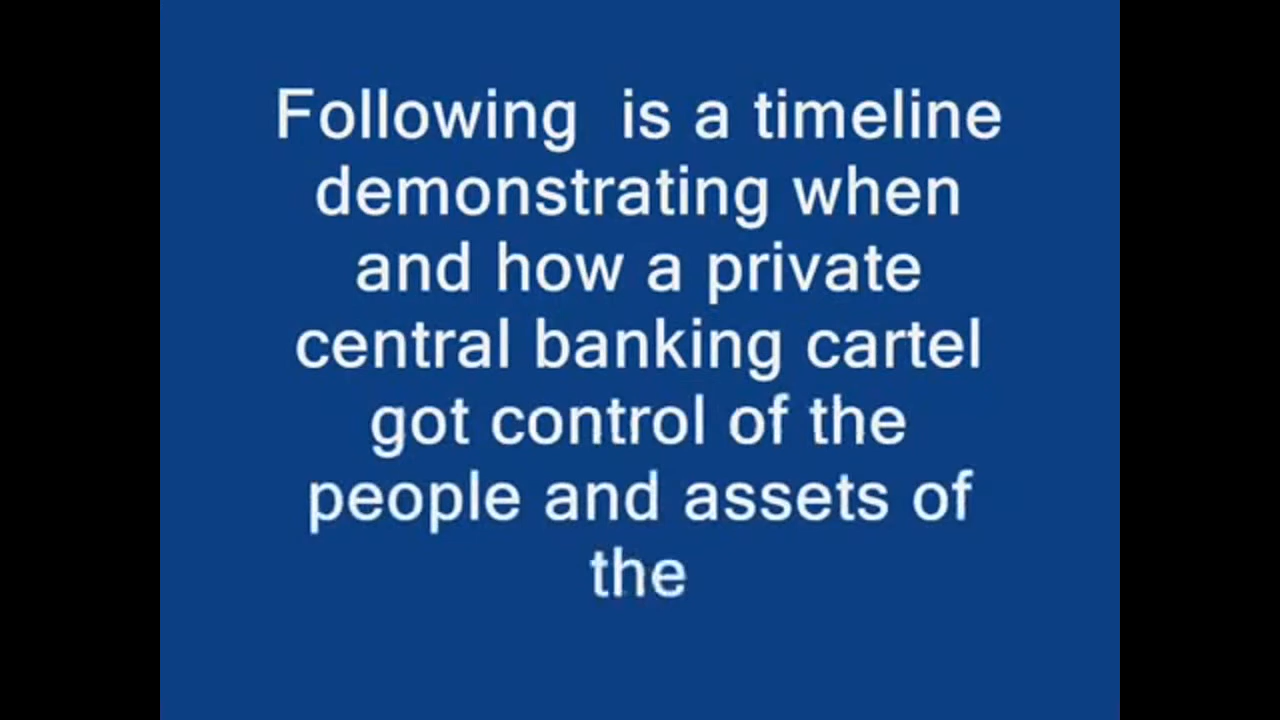 Following  is a timeline
demonstrating when
and how a private
central banking cartel
got control of the
people and assets of
the